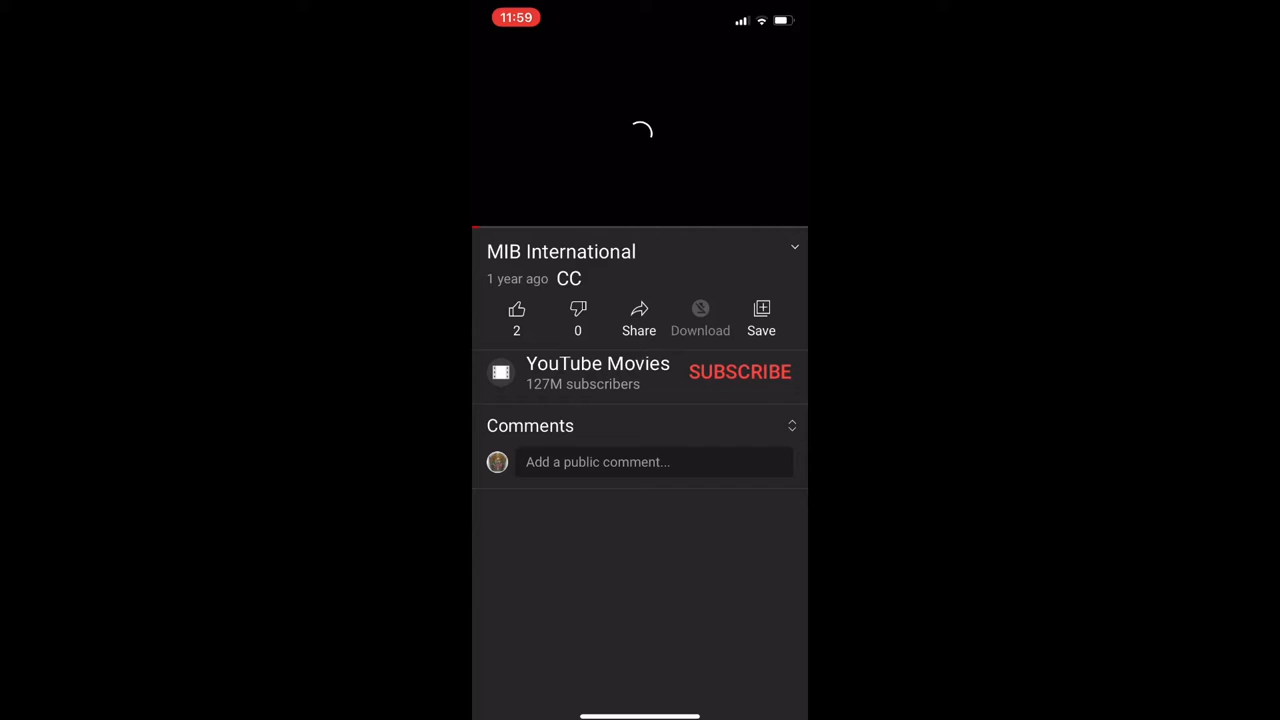 11:59
MIB International
1 year ago CC
2 0 Share Download Save
YouTube Movies
127M subscribers
SUBSCRIBE
Comments
Add a public comment...